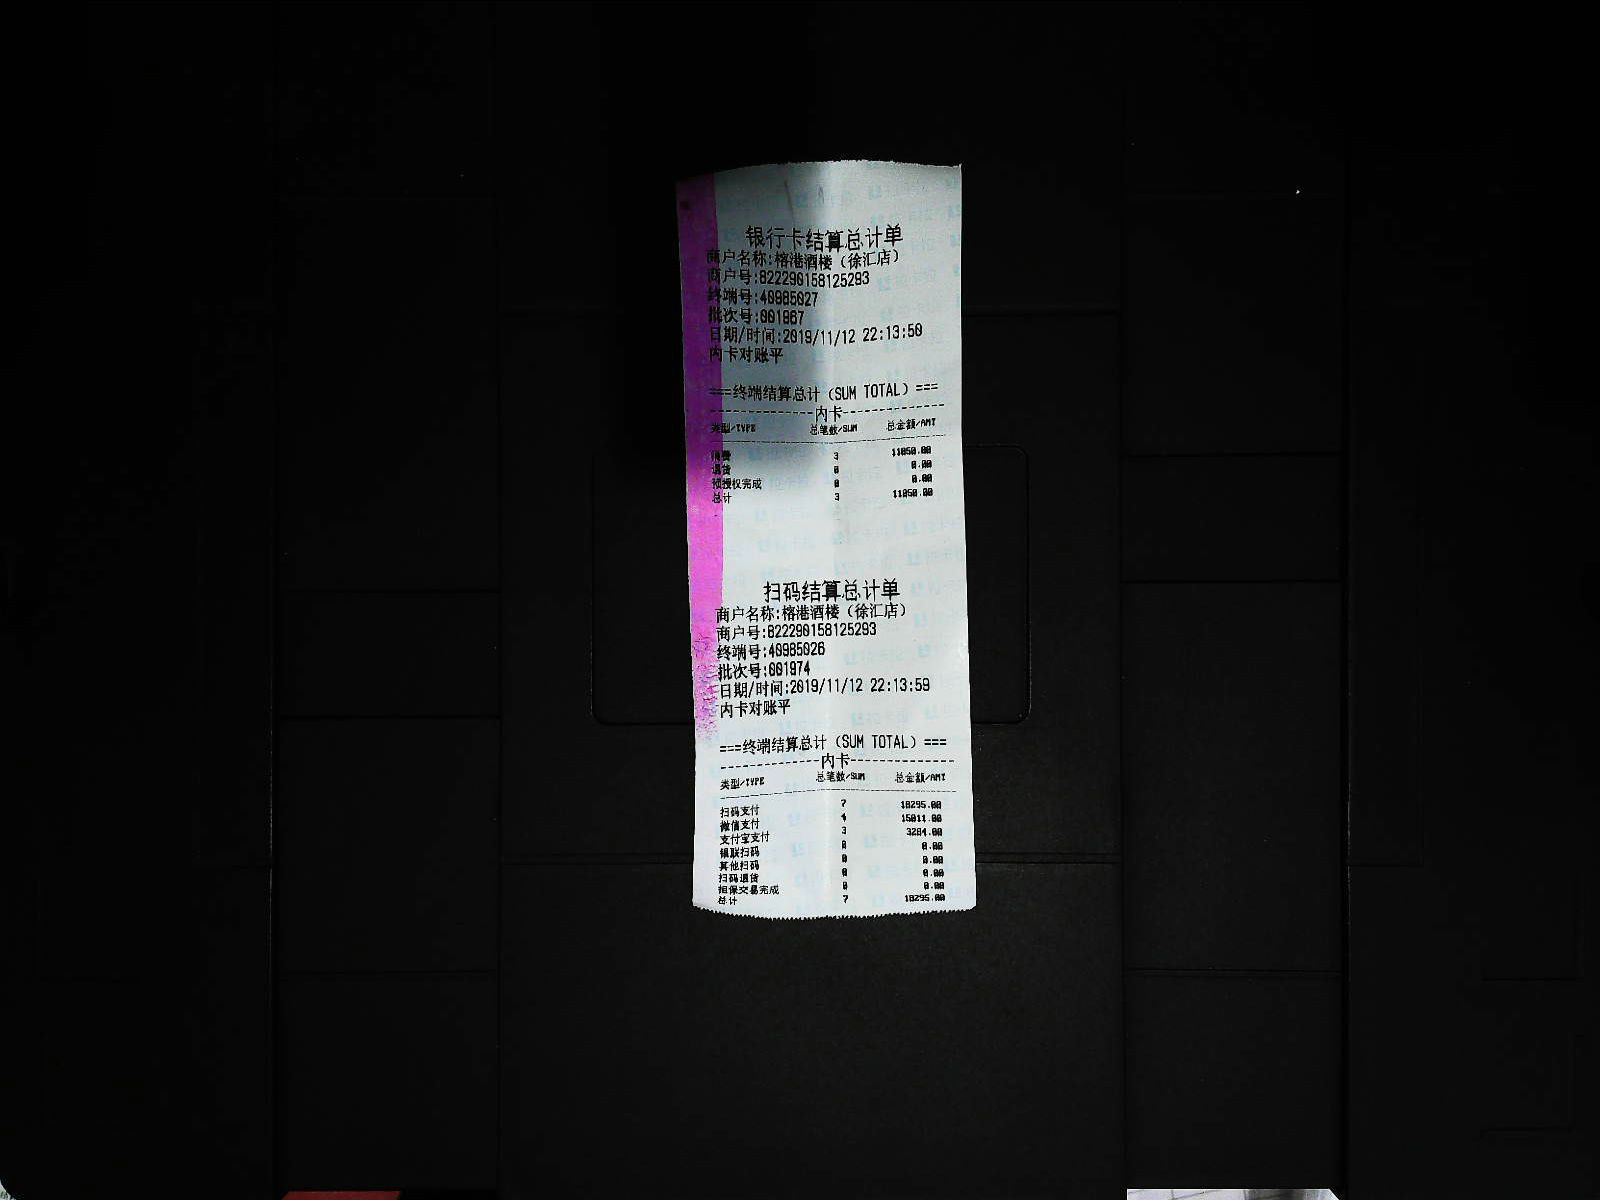 银行卡结算总计单
商户名称:榕港酒楼（徐汇店）
商户号:822290158125293
终端号:40985027
批次号:001967
日期/时间:2019/11/12 22:13:50
内卡对账平
===终端结算总计（SUM TOTAL）===
---------------内卡---------------
类型/TYPE 总笔数/SUM 总金额/AMT
消费 3 11050.00
退货 0 0.00
预授权完成 0 0.00
总计 3 11050.00
扫码结算总计单
商户名称:榕港酒楼（徐汇店）
商户号:822290158125293
终端号:40985026
批次号:001974
日期/时间:2019/11/12 22:13:59
内卡对账平
===终端结算总计（SUM TOTAL）===
---------------内卡---------------
类型/TYPE 总笔数/SUM 总金额/AMT
扫码支付 7 18295.00
微信支付 4 15011.00
支付宝支付 3 3284.00
银联扫码 0 0.00
其他扫码 0 0.00
扫码退货 0 0.00
担保交易完成 0 0.00
总计 7 18295.00